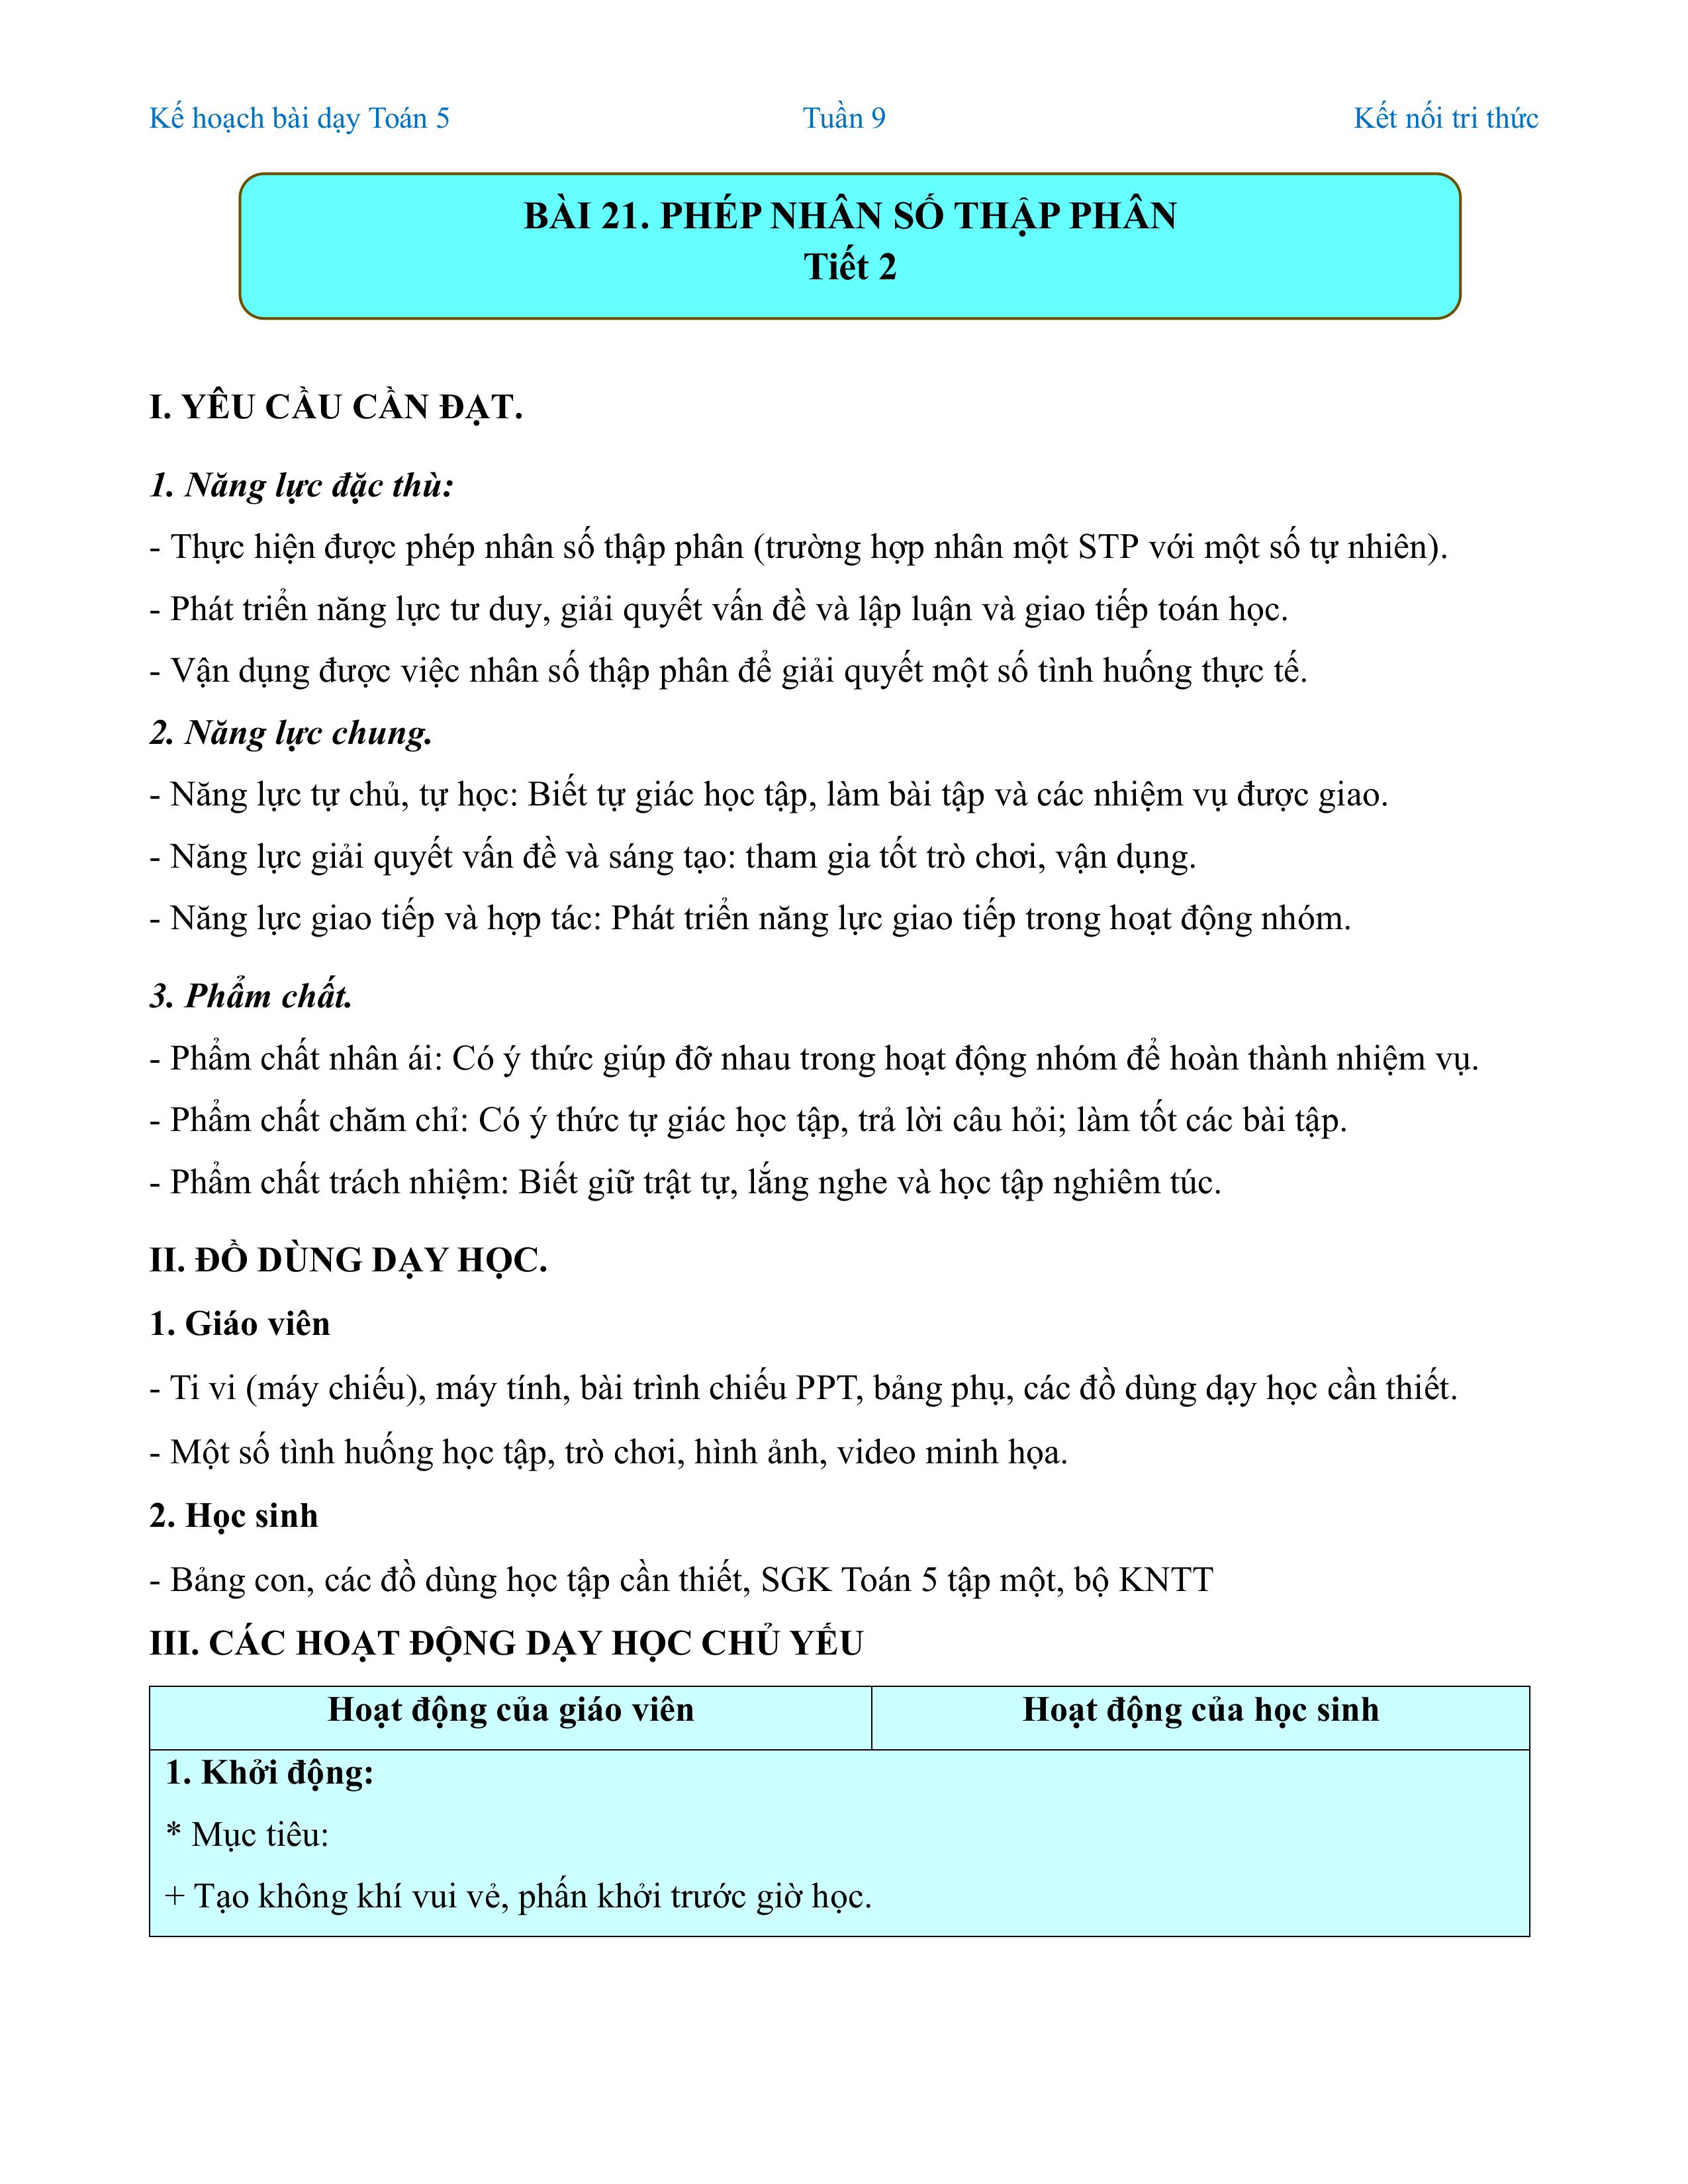 Kế hoạch bài dạy Toán 5 Tuần 9 Kết nối tri thức
BÀI 21. PHÉP NHÂN SỐ THẬP PHÂN
Tiết 2
I. YÊU CẦU CẦN ĐẠT.
1. Năng lực đặc thù:
- Thực hiện được phép nhân số thập phân (trường hợp nhân một STP với một số tự nhiên).
- Phát triển năng lực tư duy, giải quyết vấn đề và lập luận và giao tiếp toán học.
- Vận dụng được việc nhân số thập phân để giải quyết một số tình huống thực tế.
2. Năng lực chung.
- Năng lực tự chủ, tự học: Biết tự giác học tập, làm bài tập và các nhiệm vụ được giao.
- Năng lực giải quyết vấn đề và sáng tạo: tham gia tốt trò chơi, vận dụng.
- Năng lực giao tiếp và hợp tác: Phát triển năng lực giao tiếp trong hoạt động nhóm.
3. Phẩm chất.
- Phẩm chất nhân ái: Có ý thức giúp đỡ nhau trong hoạt động nhóm để hoàn thành nhiệm vụ.
- Phẩm chất chăm chỉ: Có ý thức tự giác học tập, trả lời câu hỏi; làm tốt các bài tập.
- Phẩm chất trách nhiệm: Biết giữ trật tự, lắng nghe và học tập nghiêm túc.
II. ĐỒ DÙNG DẠY HỌC.
1. Giáo viên
- Ti vi (máy chiếu), máy tính, bài trình chiếu PPT, bảng phụ, các đồ dùng dạy học cần thiết.
- Một số tình huống học tập, trò chơi, hình ảnh, video minh họa.
2. Học sinh
- Bảng con, các đồ dùng học tập cần thiết, SGK Toán 5 tập một, bộ KNTT
III. CÁC HOẠT ĐỘNG DẠY HỌC CHỦ YẾU
Hoạt động của giáo viên Hoạt động của học sinh
1. Khởi động:
* Mục tiêu:
+ Tạo không khí vui vẻ, phấn khởi trước giờ học.